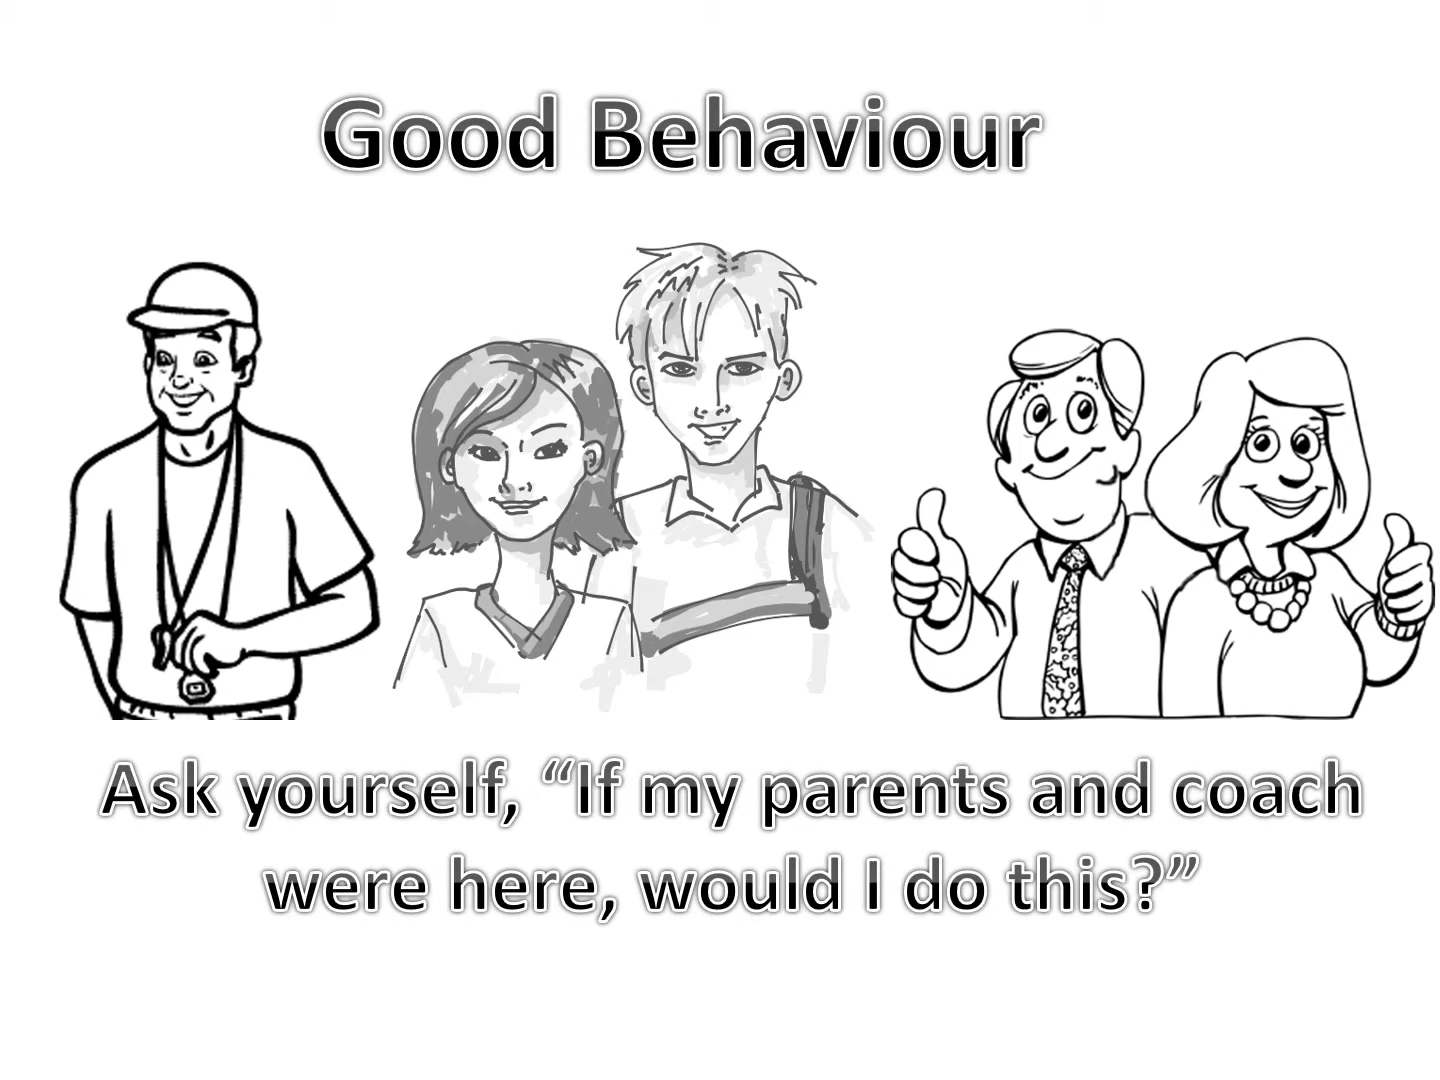 Good Behaviour
Ask yourself, “If my parents and coach
were here, would I do this?”